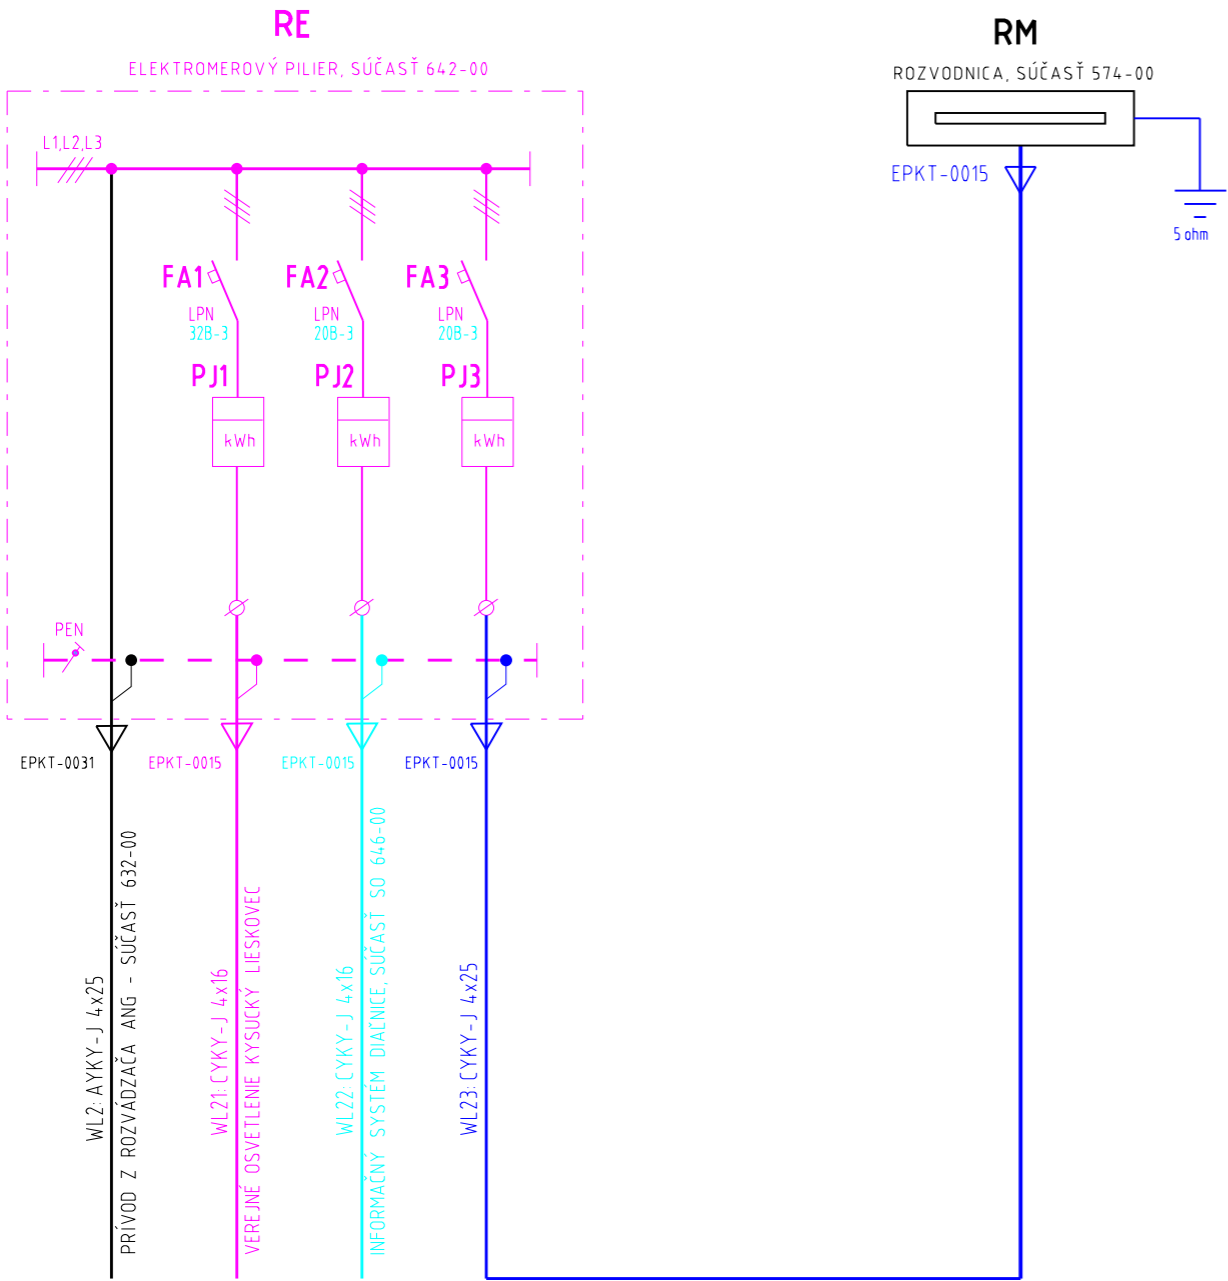 RE
ELEKTROMEROVÝ PILIER, SÚČASŤ 642-00
RM
ROZVODNICA, SÚČASŤ 574-00
L1,L2,L3
EPKT-0015
5 ohm
FA1
LPN
32B-3
FA2
LPN
20B-3
FA3
LPN
20B-3
PJ1
kWh
PJ2
kWh
PJ3
kWh
PEN
EPKT-0031
EPKT-0015
EPKT-0015
EPKT-0015
WL2: AYKY-J 4x25
PRÍVOD Z ROZVÁDZAČA ANG - SÚČASŤ 632-00
WL21: CYKY-J 4x16
VEREJNÉ OSVETLENIE KYSUCKÝ LIESKOVEC
WL22: CYKY-J 4x16
INFORMAČNÝ SYSTÉM DIAĽNICE, SÚČASŤ SO 646-00
WL23: CYKY-J 4x25